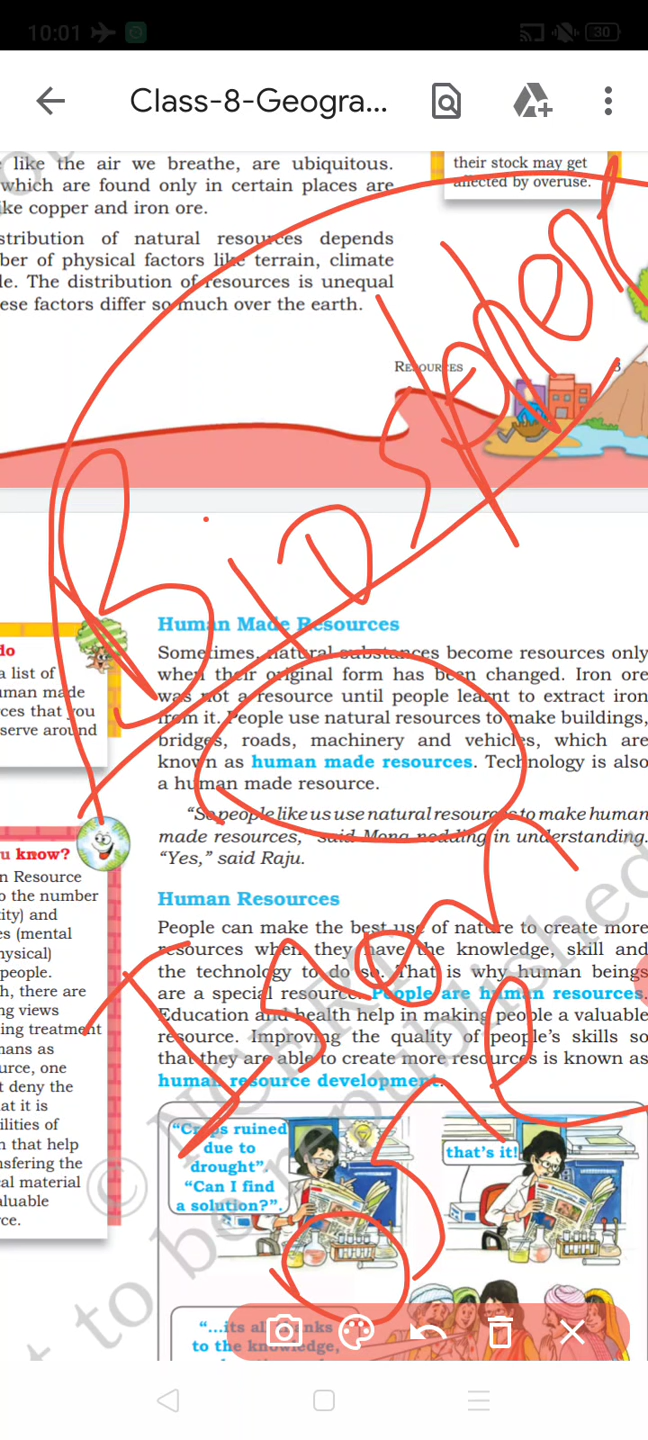 10:01
30
Class-8-Geogra...
like the air we breathe, are ubiquitous.
which are found only in certain places are
ike copper and iron ore.
stribution of natural resources depends
ber of physical factors like terrain, climate
le. The distribution of resources is unequal
ese factors differ so much over the earth.
their stock may get
affected by overuse.
RESOURCES
3
Human Made Resources
Sometimes, natural substances become resources only
when their original form has been changed. Iron ore
was not a resource until people learnt to extract iron
from it. People use natural resources to make buildings,
bridges, roads, machinery and vehicles, which are
known as human made resources. Technology is also
a human made resource.
“So people like us use natural resources to make human
made resources,” said Mona nodding in understanding.
“Yes,” said Raju.
do
a list of
uman made
ces that you
serve around
u know?
n Resource
o the number
ity) and
es (mental
hysical)
people.
h, there are
ng views
ing treatment
mans as
urce, one
t deny the
at it is
ilities of
n that help
nsfering the
cal material
aluable
rce.
Human Resources
People can make the best use of nature to create more
resources when they have the knowledge, skill and
the technology to do so. That is why human beings
are a special resource. People are human resources.
Education and health help in making people a valuable
resource. Improving the quality of people’s skills so
that they are able to create more resources is known as
human resource development.
“Crops ruined
due to
drought”.
“Can I find
a solution?”.
that’s it!
“...its all thanks
to the knowledge,
© NCERT
not to be republished